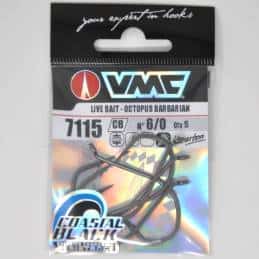 your expert in hooks
VMC
LIVE BAIT - OCTOPUS BARBARIAN
7115 CB N° 6/0 Qty 5
COASTAL
BLACK